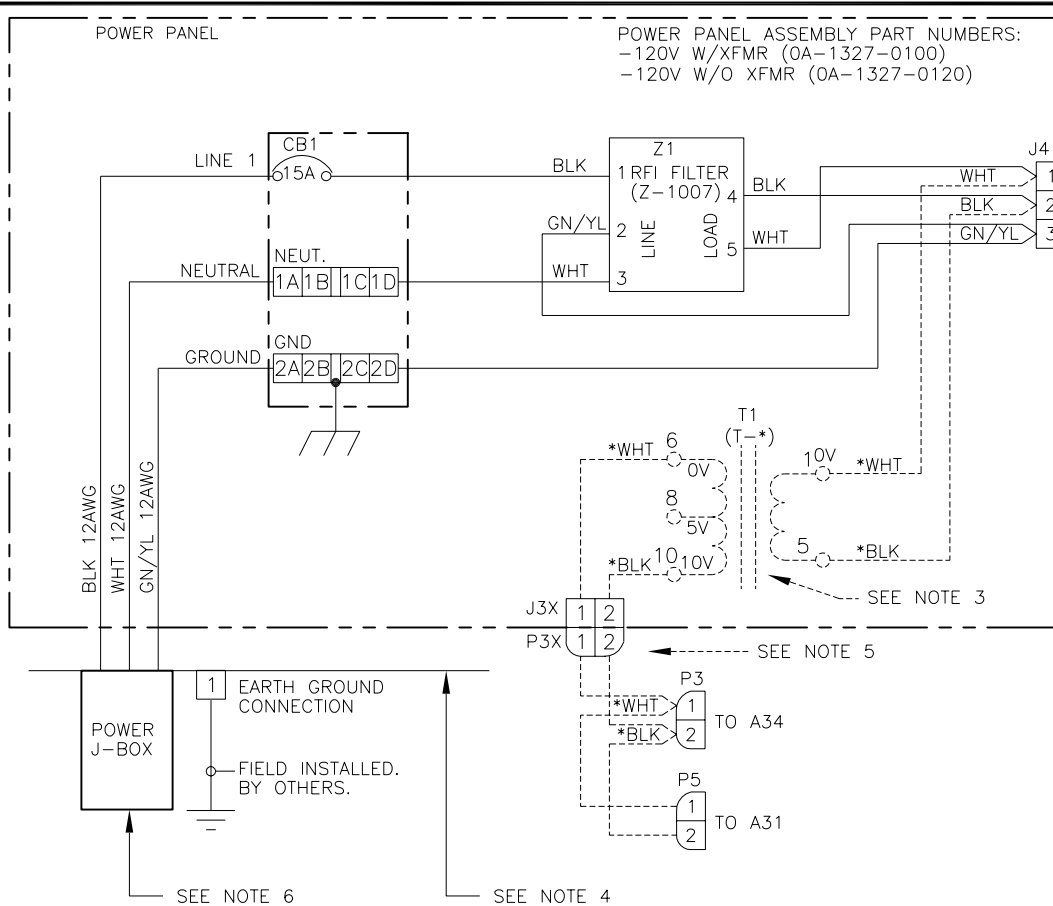 POWER PANEL
POWER PANEL ASSEMBLY PART NUMBERS:
-120V W/XFMR (0A-1327-0100)
-120V W/O XFMR (0A-1327-0120)
CB1
LINE 1
15A
BLK
Z1
1 RFI FILTER
(Z-1007) 4
BLK
GN/YL
2
LINE
LOAD
5
WHT
3
WHT
J4
WHT
1
BLK
2
GN/YL
3
NEUT.
NEUTRAL
1A 1B 1C 1D
GND
GROUND
2A 2B 2C 2D
BLK 12AWG
WHT 12AWG
GN/YL 12AWG
T1
(T-*)
*WHT
6
0V
8
5V
*BLK
10
10V
1
0V
*WHT
5
*BLK
SEE NOTE 3
J3X
1 2
P3X
1 2
SEE NOTE 5
P3
*WHT
1
*BLK
2
TO A34
P5
1
2
TO A31
POWER
J-BOX
1
EARTH GROUND
CONNECTION
FIELD INSTALLED.
BY OTHERS.
SEE NOTE 6
SEE NOTE 4